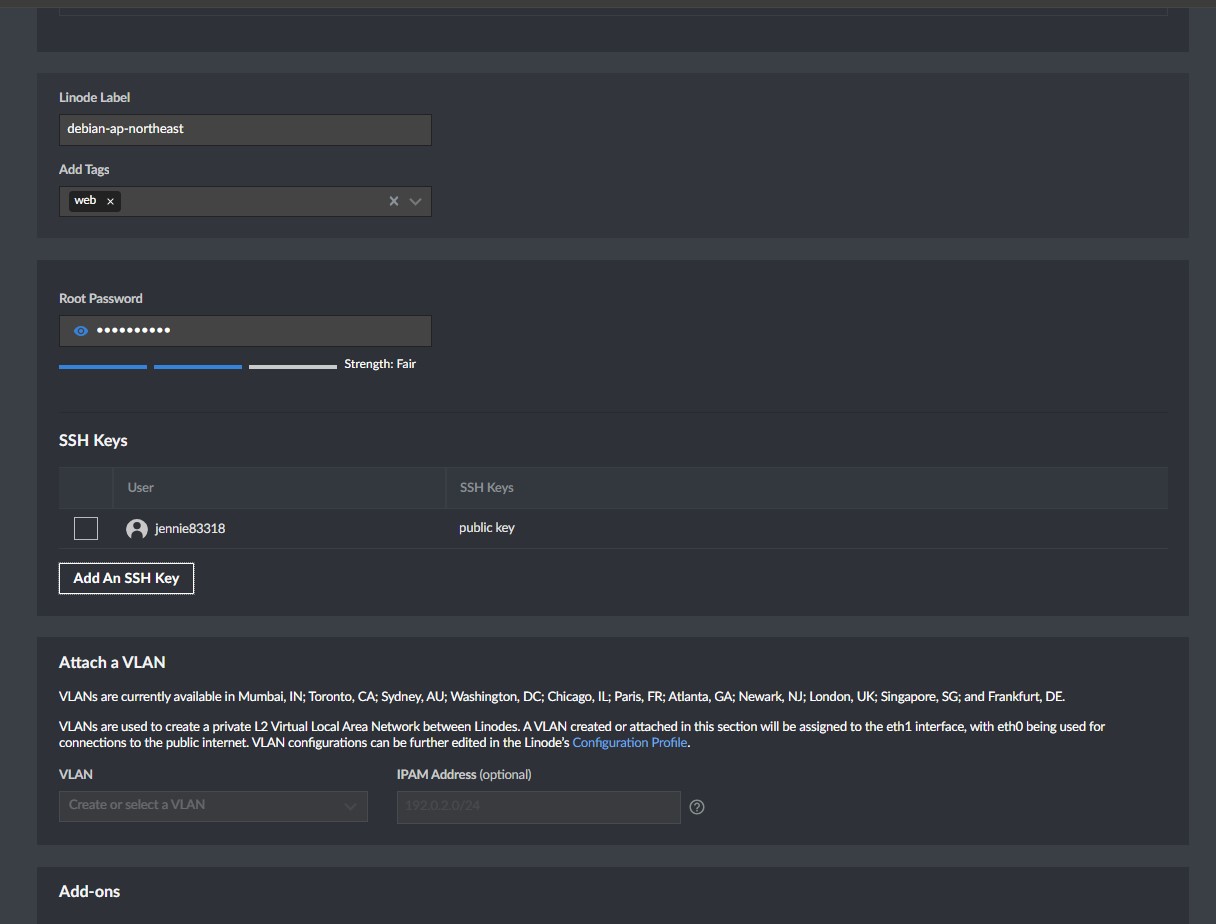 Linode Label
debian-ap-northeast
Add Tags
web ×
Root Password
••••••••••
Strength: Fair
SSH Keys
User SSH Keys
jennie83318 public key
Add An SSH Key
Attach a VLAN
VLANs are currently available in Mumbai, IN; Toronto, CA; Sydney, AU; Washington, DC; Chicago, IL; Paris, FR; Atlanta, GA; Newark, NJ; London, UK; Singapore, SG; and Frankfurt, DE.
VLANs are used to create a private L2 Virtual Local Area Network between Linodes. A VLAN created or attached in this section will be assigned to the eth1 interface, with eth0 being used for
connections to the public internet. VLAN configurations can be further edited in the Linode's Configuration Profile.
VLAN IPAM Address (optional)
Create or select a VLAN 192.0.2.0/24
Add-ons